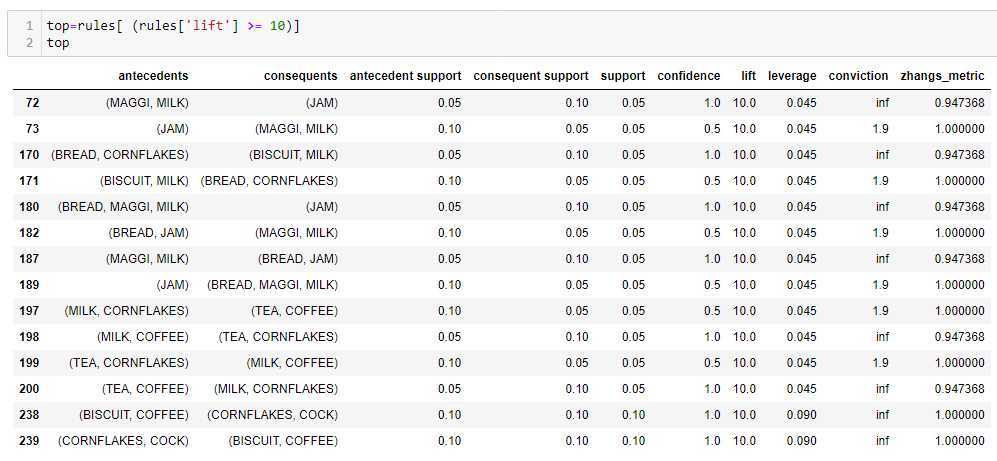 1 top=rules[ (rules['lift'] >= 10)]
2 top
antecedents consequents antecedent support consequent support support confidence lift leverage conviction zhangs_metric
72 (MAGGI, MILK) (JAM) 0.05 0.10 0.05 1.0 10.0 0.045 inf 0.947368
73 (JAM) (MAGGI, MILK) 0.10 0.05 0.05 0.5 10.0 0.045 1.9 1.000000
170 (BREAD, CORNFLAKES) (BISCUIT, MILK) 0.05 0.10 0.05 1.0 10.0 0.045 inf 0.947368
171 (BISCUIT, MILK) (BREAD, CORNFLAKES) 0.10 0.05 0.05 0.5 10.0 0.045 1.9 1.000000
180 (BREAD, MAGGI, MILK) (JAM) 0.05 0.10 0.05 1.0 10.0 0.045 inf 0.947368
182 (BREAD, JAM) (MAGGI, MILK) 0.10 0.05 0.05 0.5 10.0 0.045 1.9 1.000000
187 (MAGGI, MILK) (BREAD, JAM) 0.05 0.10 0.05 1.0 10.0 0.045 inf 0.947368
189 (JAM) (BREAD, MAGGI, MILK) 0.10 0.05 0.05 0.5 10.0 0.045 1.9 1.000000
197 (MILK, CORNFLAKES) (TEA, COFFEE) 0.10 0.05 0.05 0.5 10.0 0.045 1.9 1.000000
198 (MILK, COFFEE) (TEA, CORNFLAKES) 0.05 0.10 0.05 1.0 10.0 0.045 inf 0.947368
199 (TEA, CORNFLAKES) (MILK, COFFEE) 0.10 0.05 0.05 0.5 10.0 0.045 1.9 1.000000
200 (TEA, COFFEE) (MILK, CORNFLAKES) 0.05 0.10 0.05 1.0 10.0 0.045 inf 0.947368
238 (BISCUIT, COFFEE) (CORNFLAKES, COCK) 0.10 0.10 0.10 1.0 10.0 0.090 inf 1.000000
239 (CORNFLAKES, COCK) (BISCUIT, COFFEE) 0.10 0.10 0.10 1.0 10.0 0.090 inf 1.000000